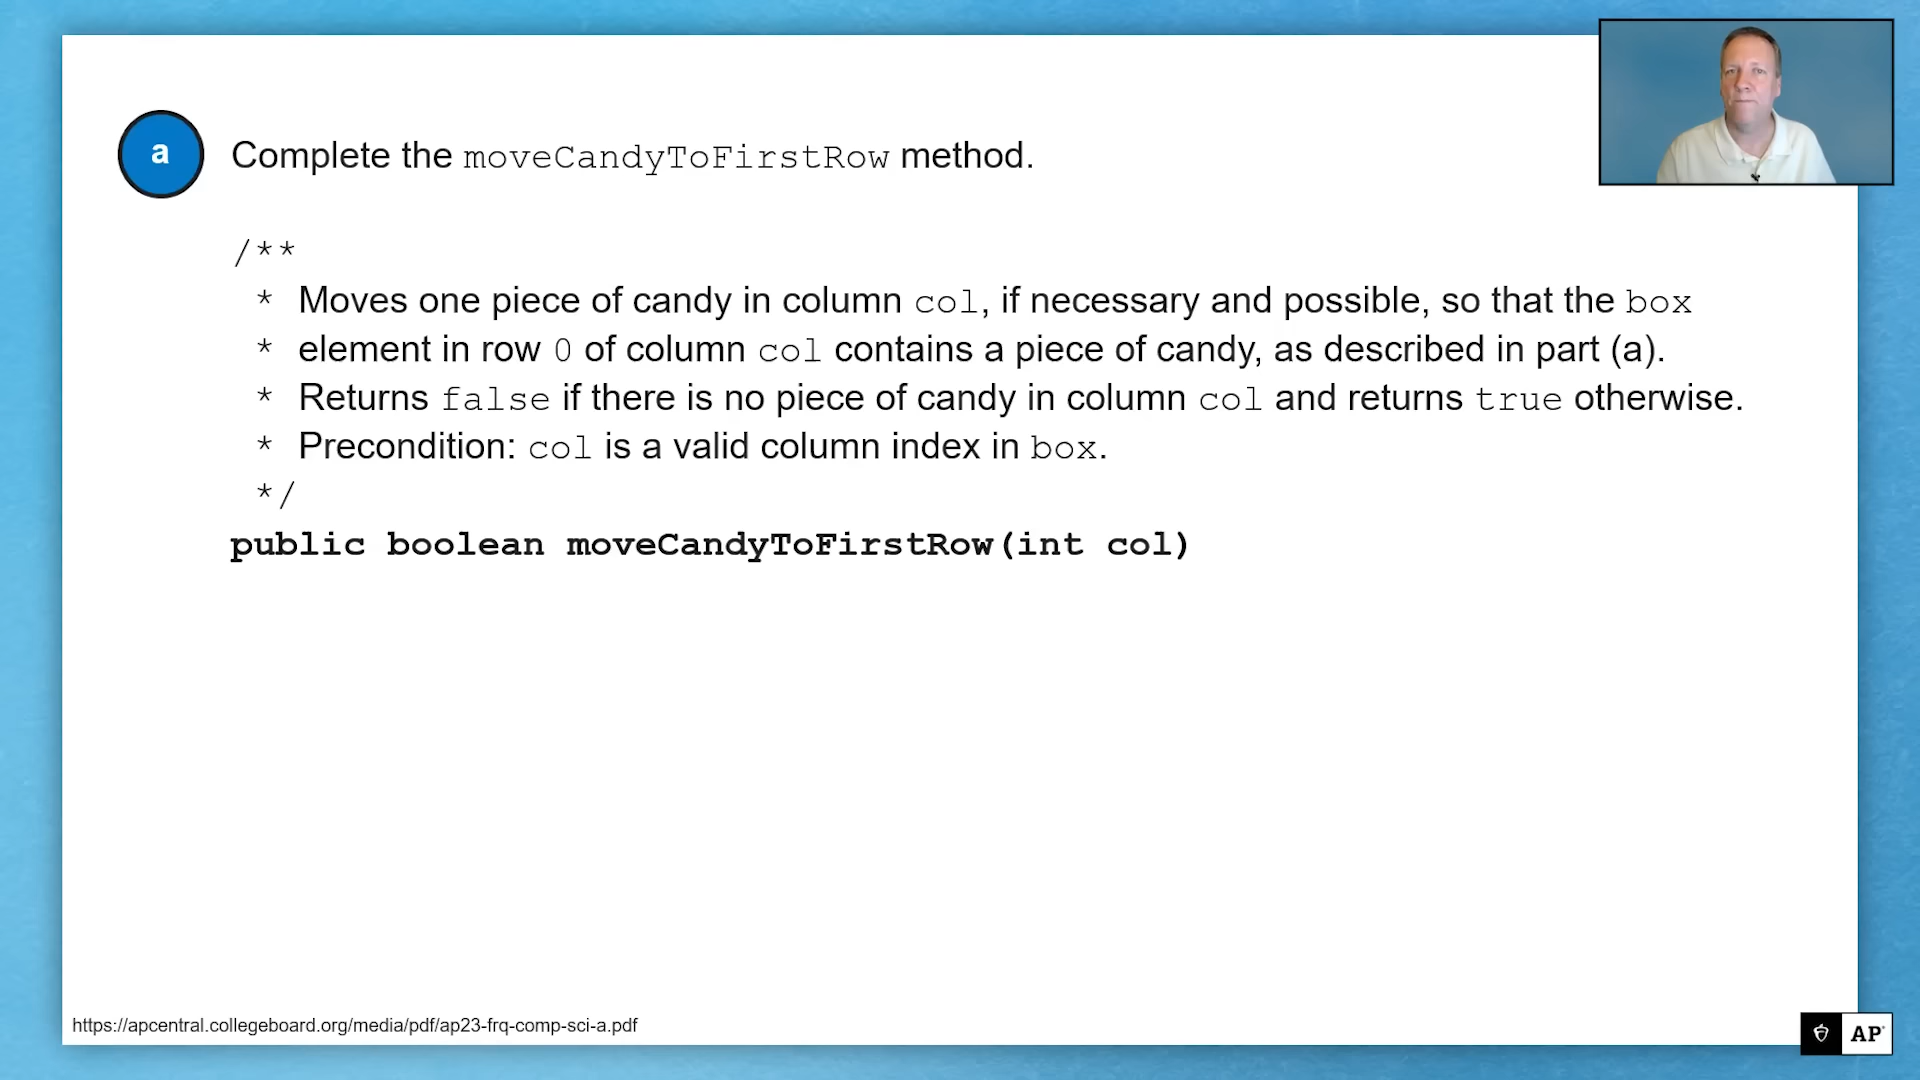 a
Complete the moveCandyToFirstRow method.
/**
* Moves one piece of candy in column col, if necessary and possible, so that the box
* element in row 0 of column col contains a piece of candy, as described in part (a).
* Returns false if there is no piece of candy in column col and returns true otherwise.
* Precondition: col is a valid column index in box.
*/
public boolean moveCandyToFirstRow(int col)
https://apcentral.collegeboard.org/media/pdf/ap23-frq-comp-sci-a.pdf
AP